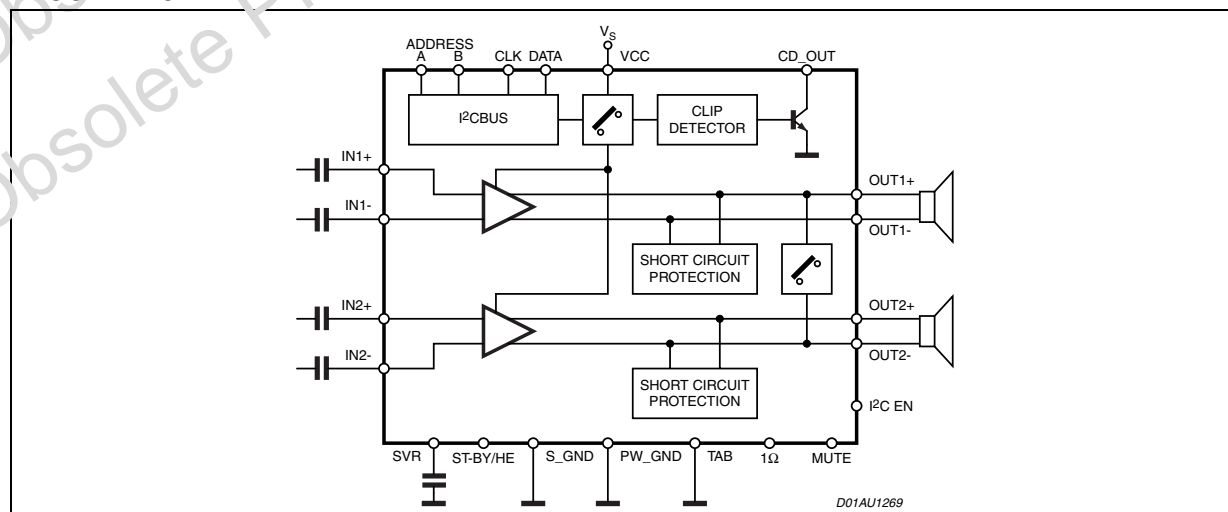 Obsolete
ADDRESS
A B CLK DATA
VS
VCC
CD_OUT
I2CBUS
CLIP
DETECTOR
IN1+
OUT1+
IN1-
OUT1-
SHORT CIRCUIT
PROTECTION
IN2+
OUT2+
IN2-
OUT2-
SHORT CIRCUIT
PROTECTION
I2C EN
SVR ST-BY/HE S_GND PW_GND TAB 1Ω MUTE
D01AU1269
Obsolete